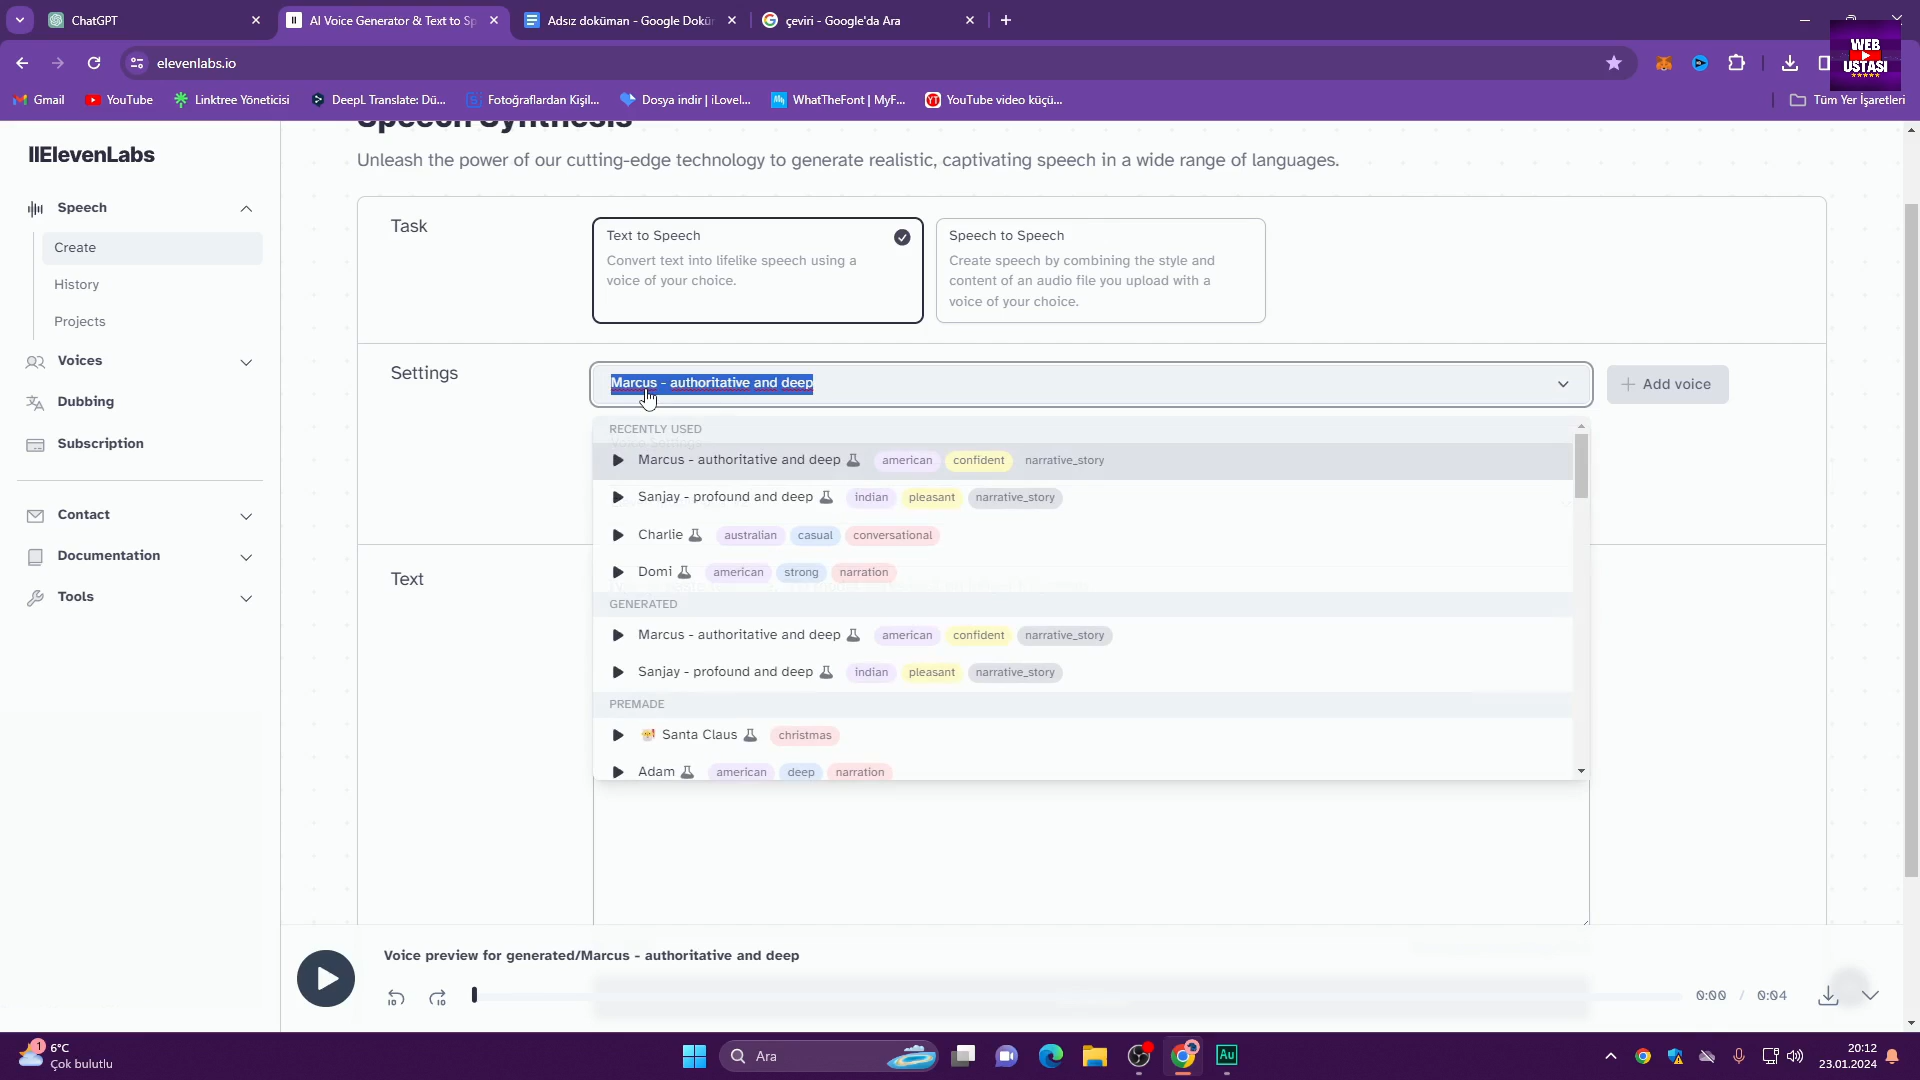 ChatGPT
AI Voice Generator & Text to Sp
Adsız doküman - Google Dokü
çeviri - Google'da Ara
elevenlabs.io
WEB
USTASI
Gmail
YouTube
Linktree Yöneticisi
DeepL Translate: Dü...
Fotoğraflardan Kişil...
Dosya indir | iLovel...
WhatTheFont | MyF...
YouTube video küçü...
Tüm Yer İşaretleri
Speech Synthesis
IIElevenLabs
Unleash the power of our cutting-edge technology to generate realistic, captivating speech in a wide range of languages.
Speech
Create
History
Projects
Voices
Dubbing
Subscription
Contact
Documentation
Tools
Task
Text to Speech
Convert text into lifelike speech using a
voice of your choice.
Speech to Speech
Create speech by combining the style and
content of an audio file you upload with a
voice of your choice.
Settings
Marcus - authoritative and deep
+ Add voice
RECENTLY USED
Voice Settings
Marcus - authoritative and deep american confident narrative_story
Sanjay - profound and deep indian pleasant narrative_story
Charlie australian casual conversational
Domi american strong narration
Text
GENERATED
Marcus - authoritative and deep american confident narrative_story
Sanjay - profound and deep indian pleasant narrative_story
PREMADE
Santa Claus christmas
Adam american deep narration
Voice preview for generated/Marcus - authoritative and deep
10
10
0:00 / 0:04
1
6°C
Çok bulutlu
Ara
Au
20:12
23.01.2024